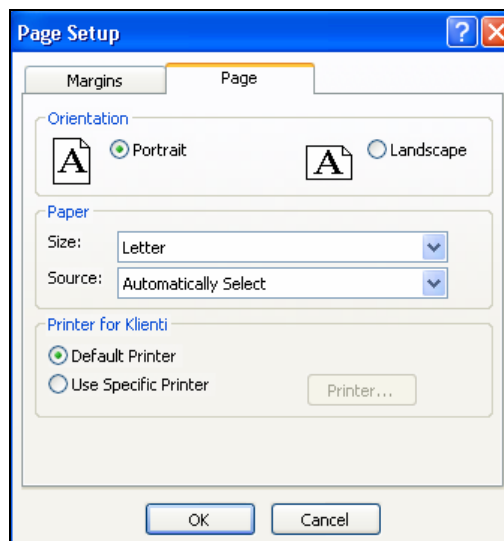 Page Setup
Margins Page
Orientation
A Portrait A Landscape
Paper
Size: Letter
Source: Automatically Select
Printer for Klienti
Default Printer
Use Specific Printer Printer...
OK Cancel